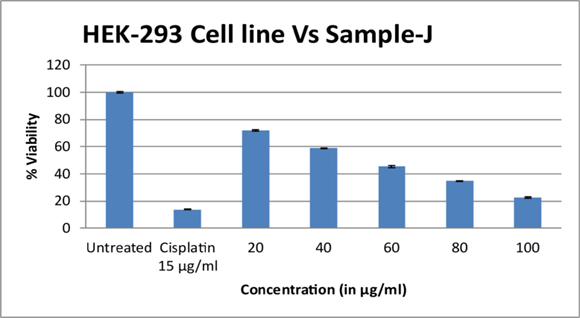 HEK-293 Cell line Vs Sample-J
120
100
80
60
40
20
0
% Viability
Untreated Cisplatin 20 40 60 80 100
15 µg/ml
Concentration (in µg/ml)